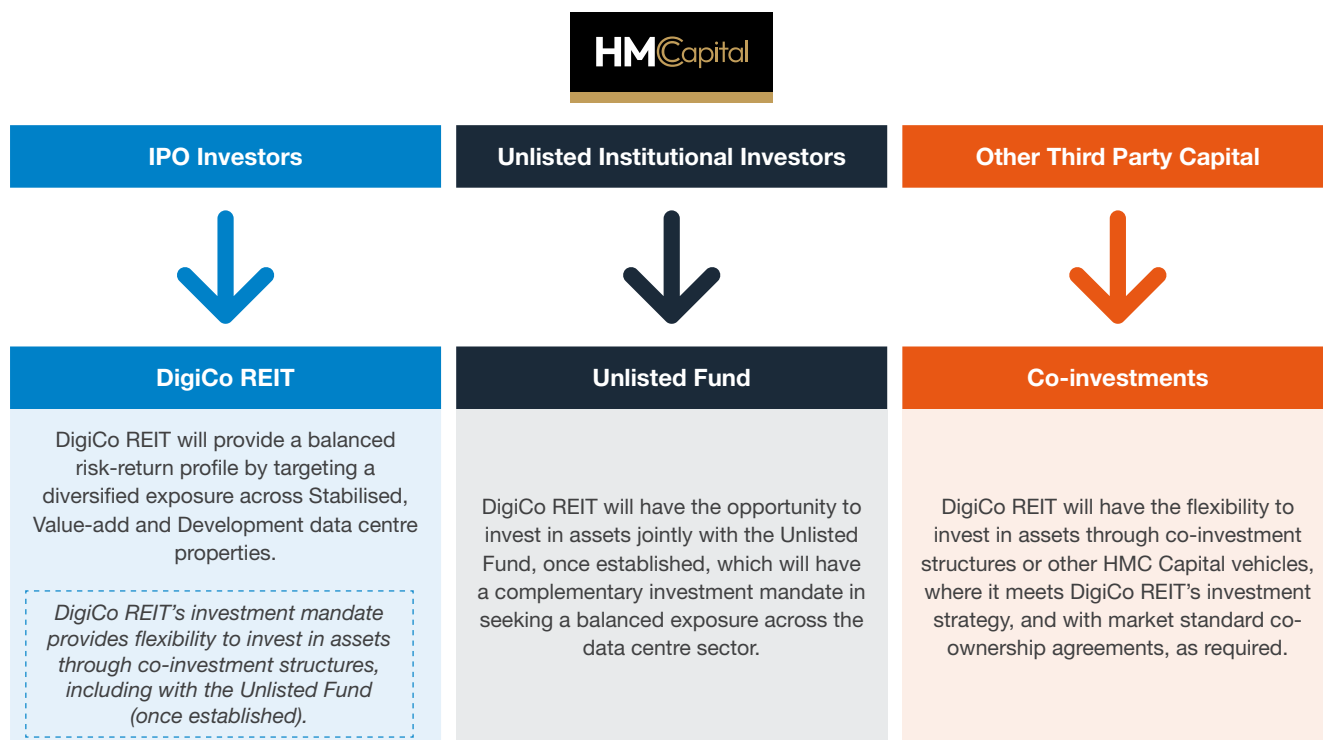 HMCCapital
IPO Investors
Unlisted Institutional Investors
Other Third Party Capital
DigiCo REIT
DigiCo REIT will provide a balanced
risk-return profile by targeting a
diversified exposure across Stabilised,
Value-add and Development data centre
properties.
DigiCo REIT’s investment mandate
provides flexibility to invest in assets
through co-investment structures,
including with the Unlisted Fund
(once established).
Unlisted Fund
DigiCo REIT will have the opportunity to
invest in assets jointly with the Unlisted
Fund, once established, which will have
a complementary investment mandate in
seeking a balanced exposure across the
data centre sector.
Co-investments
DigiCo REIT will have the flexibility to
invest in assets through co-investment
structures or other HMC Capital vehicles,
where it meets DigiCo REIT’s investment
strategy, and with market standard co-
ownership agreements, as required.